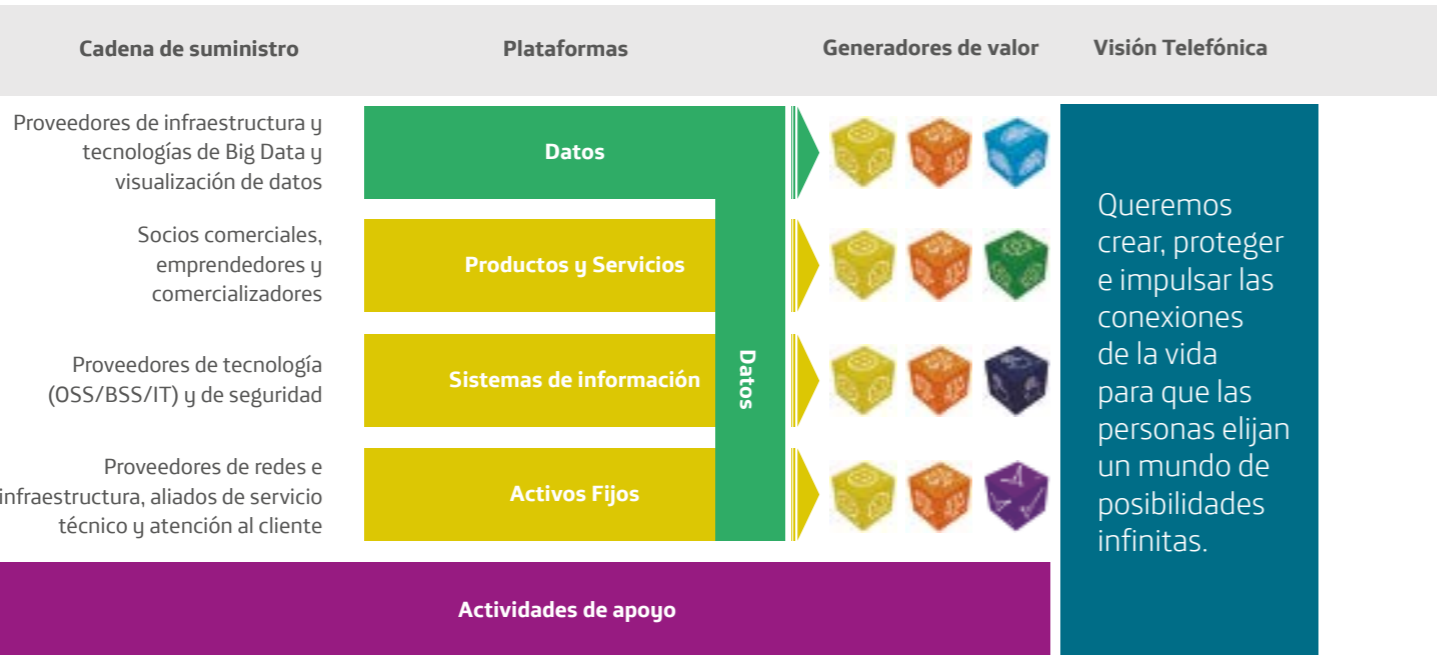 Cadena de suministro
Plataformas
Generadores de valor
Visión Telefónica
Proveedores de infraestructura y
tecnologías de Big Data y
visualización de datos
Datos
Socios comerciales,
emprendedores y
comercializadores
Productos y Servicios
Proveedores de tecnología
(OSS/BSS/IT) y de seguridad
Sistemas de información
Datos
Proveedores de redes e
infraestructura, aliados de servicio
técnico y atención al cliente
Activos Fijos
Queremos
crear, proteger
e impulsar las
conexiones
de la vida
para que las
personas elijan
un mundo de
posibilidades
infinitas.
Actividades de apoyo